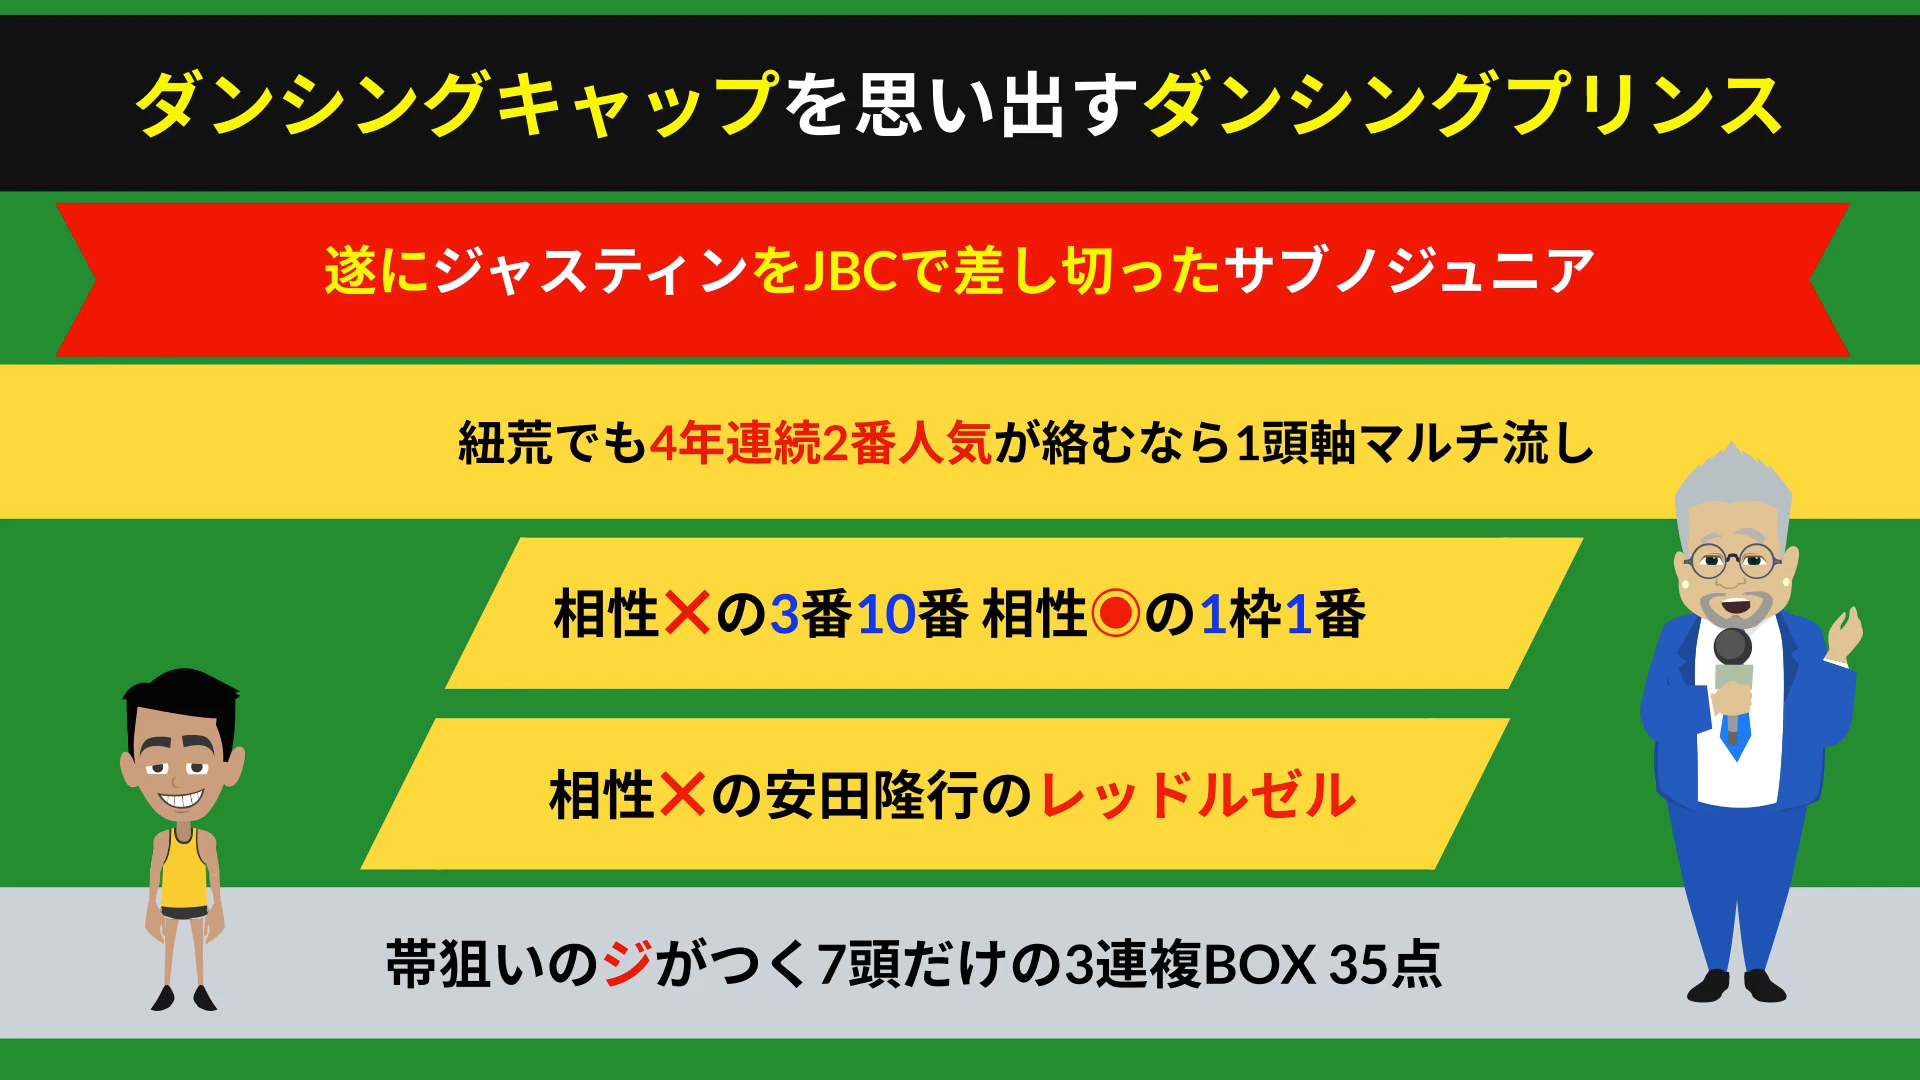 ダンシングキャップを思い出すダンシングプリンス
遂にジャスティンをJBCで差し切ったサブノジュニア
紐荒でも4年連続2番人気が絡むなら1頭軸マルチ流し
相性❌の3番10番 相性◉の1枠1番
相性❌の安田隆行のレッドルゼル
帯狙いのジがつく7頭だけの3連複BOX 35点